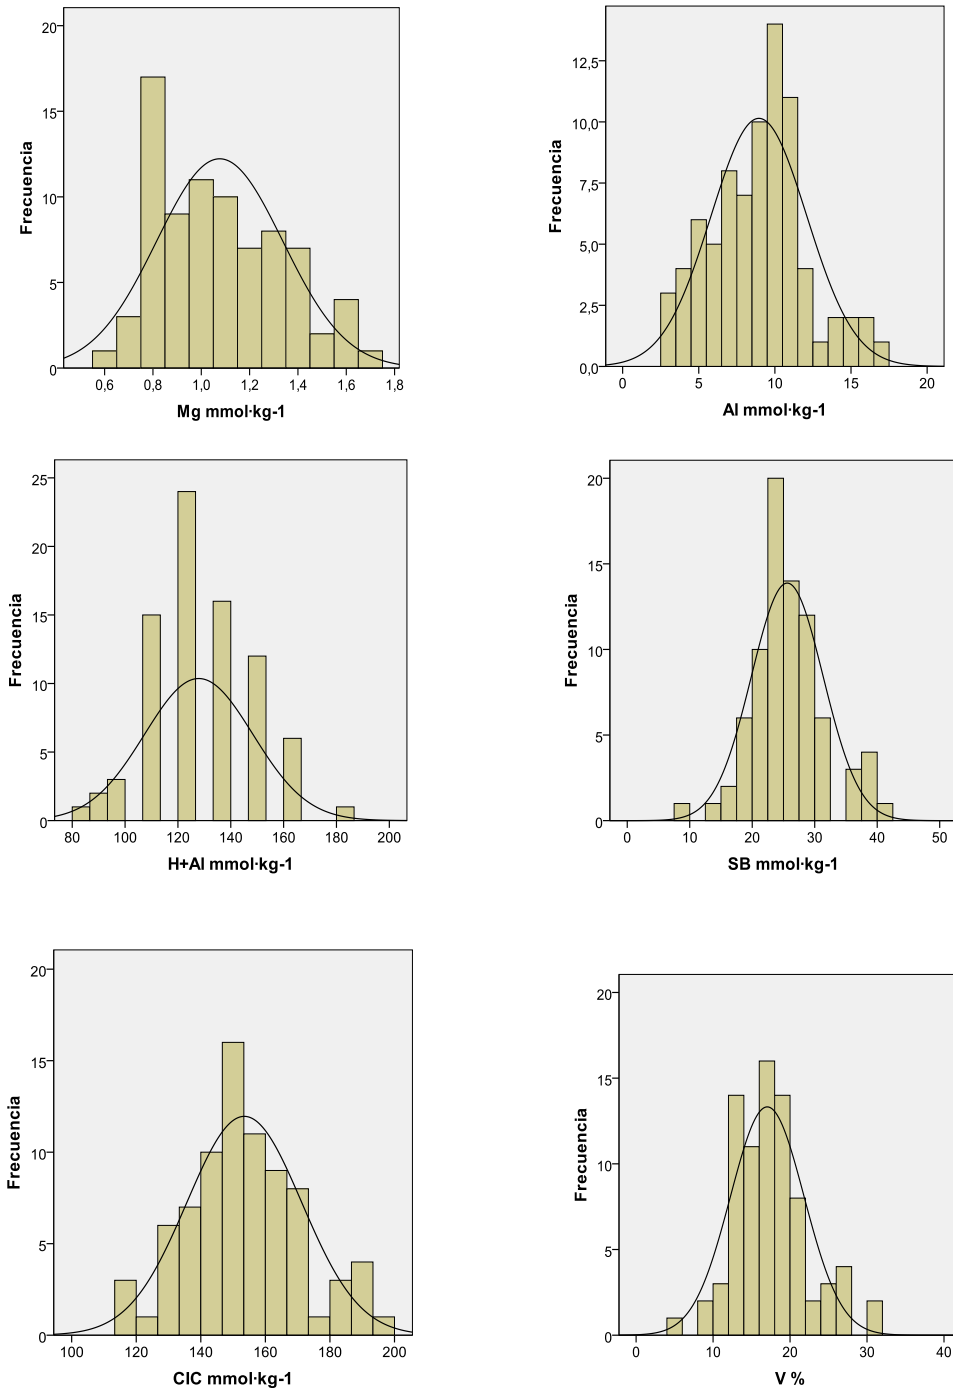 Frecuencia
20
15
10
5
0
0,6 0,8 1,0 1,2 1,4 1,6 1,8
Mg mmol·kg-1
Frecuencia
12,5
10,0
7,5
5,0
2,5
0,0
0 5 10 15 20
Al mmol·kg-1
Frecuencia
25
20
15
10
5
0
80 100 120 140 160 180 200
H+Al mmol·kg-1
Frecuencia
20
15
10
5
0
0 10 20 30 40 50
SB mmol·kg-1
Frecuencia
20
15
10
5
0
100 120 140 160 180 200
CIC mmol·kg-1
Frecuencia
20
15
10
5
0
0 10 20 30 40
V %